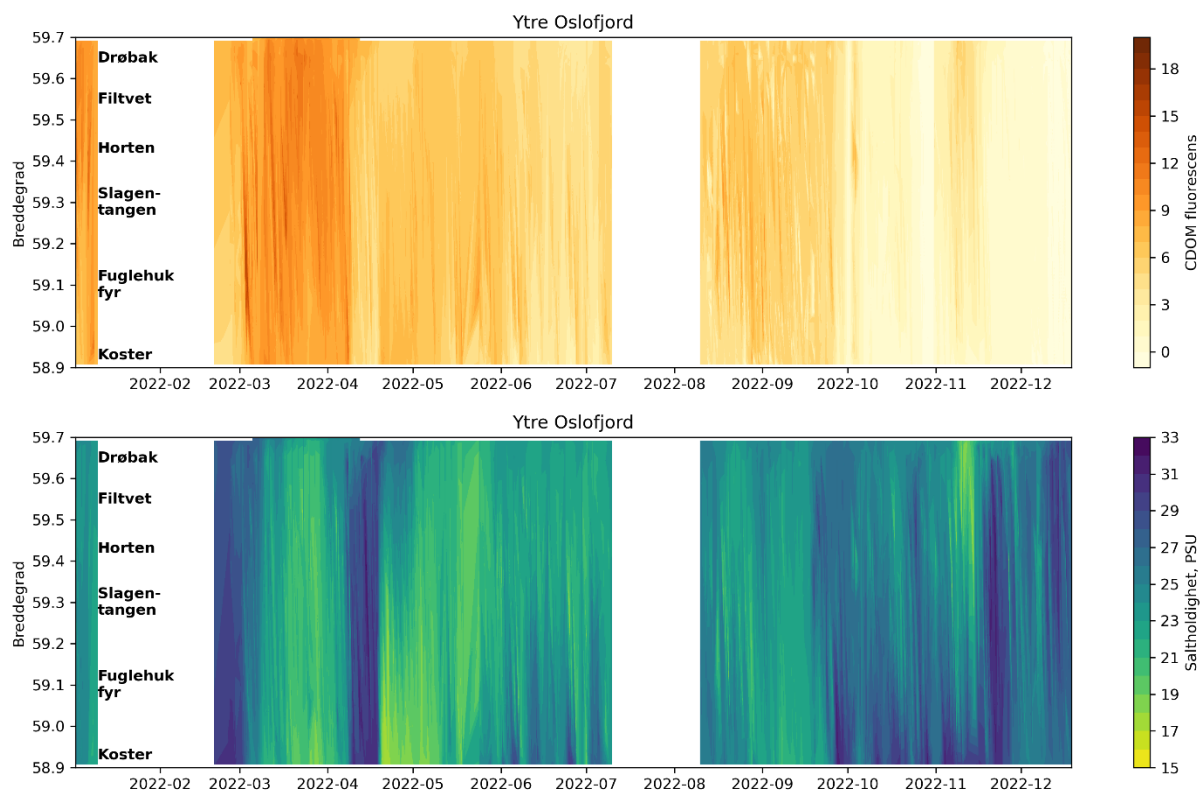 Ytre Oslofjord
59.7
59.6
59.5
59.4
59.3
59.2
59.1
59.0
58.9
Breddegrad
Drøbak
Filtvet
Horten
Slagen-
tangen
Fuglehuk
fyr
Koster
2022-02 2022-03 2022-04 2022-05 2022-06 2022-07 2022-08 2022-09 2022-10 2022-11 2022-12
18
15
12
9
6
3
0
CDOM fluorescens
Ytre Oslofjord
59.7
59.6
59.5
59.4
59.3
59.2
59.1
59.0
58.9
Breddegrad
Drøbak
Filtvet
Horten
Slagen-
tangen
Fuglehuk
fyr
Koster
2022-02 2022-03 2022-04 2022-05 2022-06 2022-07 2022-08 2022-09 2022-10 2022-11 2022-12
33
31
29
27
25
23
21
19
17
15
Saltholdighet, PSU